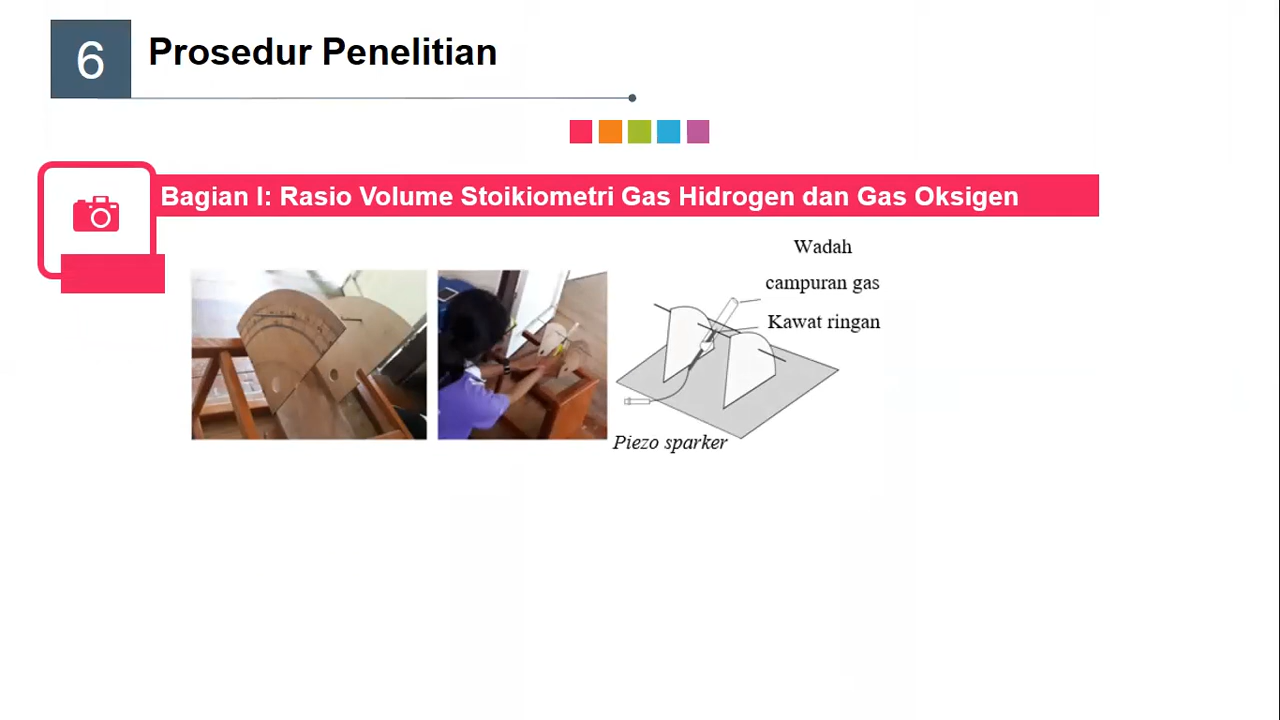 6
Prosedur Penelitian
Bagian I: Rasio Volume Stoikiometri Gas Hidrogen dan Gas Oksigen
Wadah
campuran gas
Kawat ringan
Piezo sparker